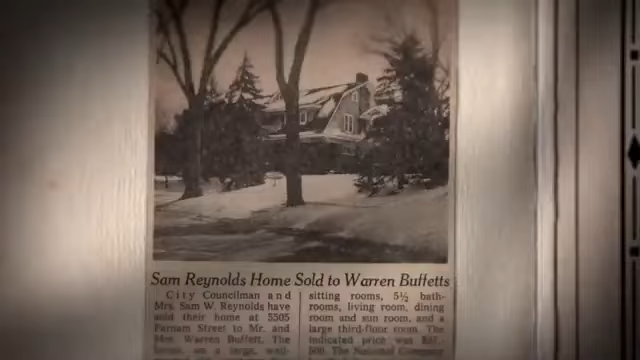 Sam Reynolds Home Sold to Warren Buffetts
City Councilman and
Mrs. Sam W. Reynolds have
sold their home at 5505
Farnam Street to Mr. and
Mrs. Warren Buffett. The
sitting rooms, 5½ bath-
rooms, living room, dining
room and sun room, and a
large third-floor room. The
indicated price was